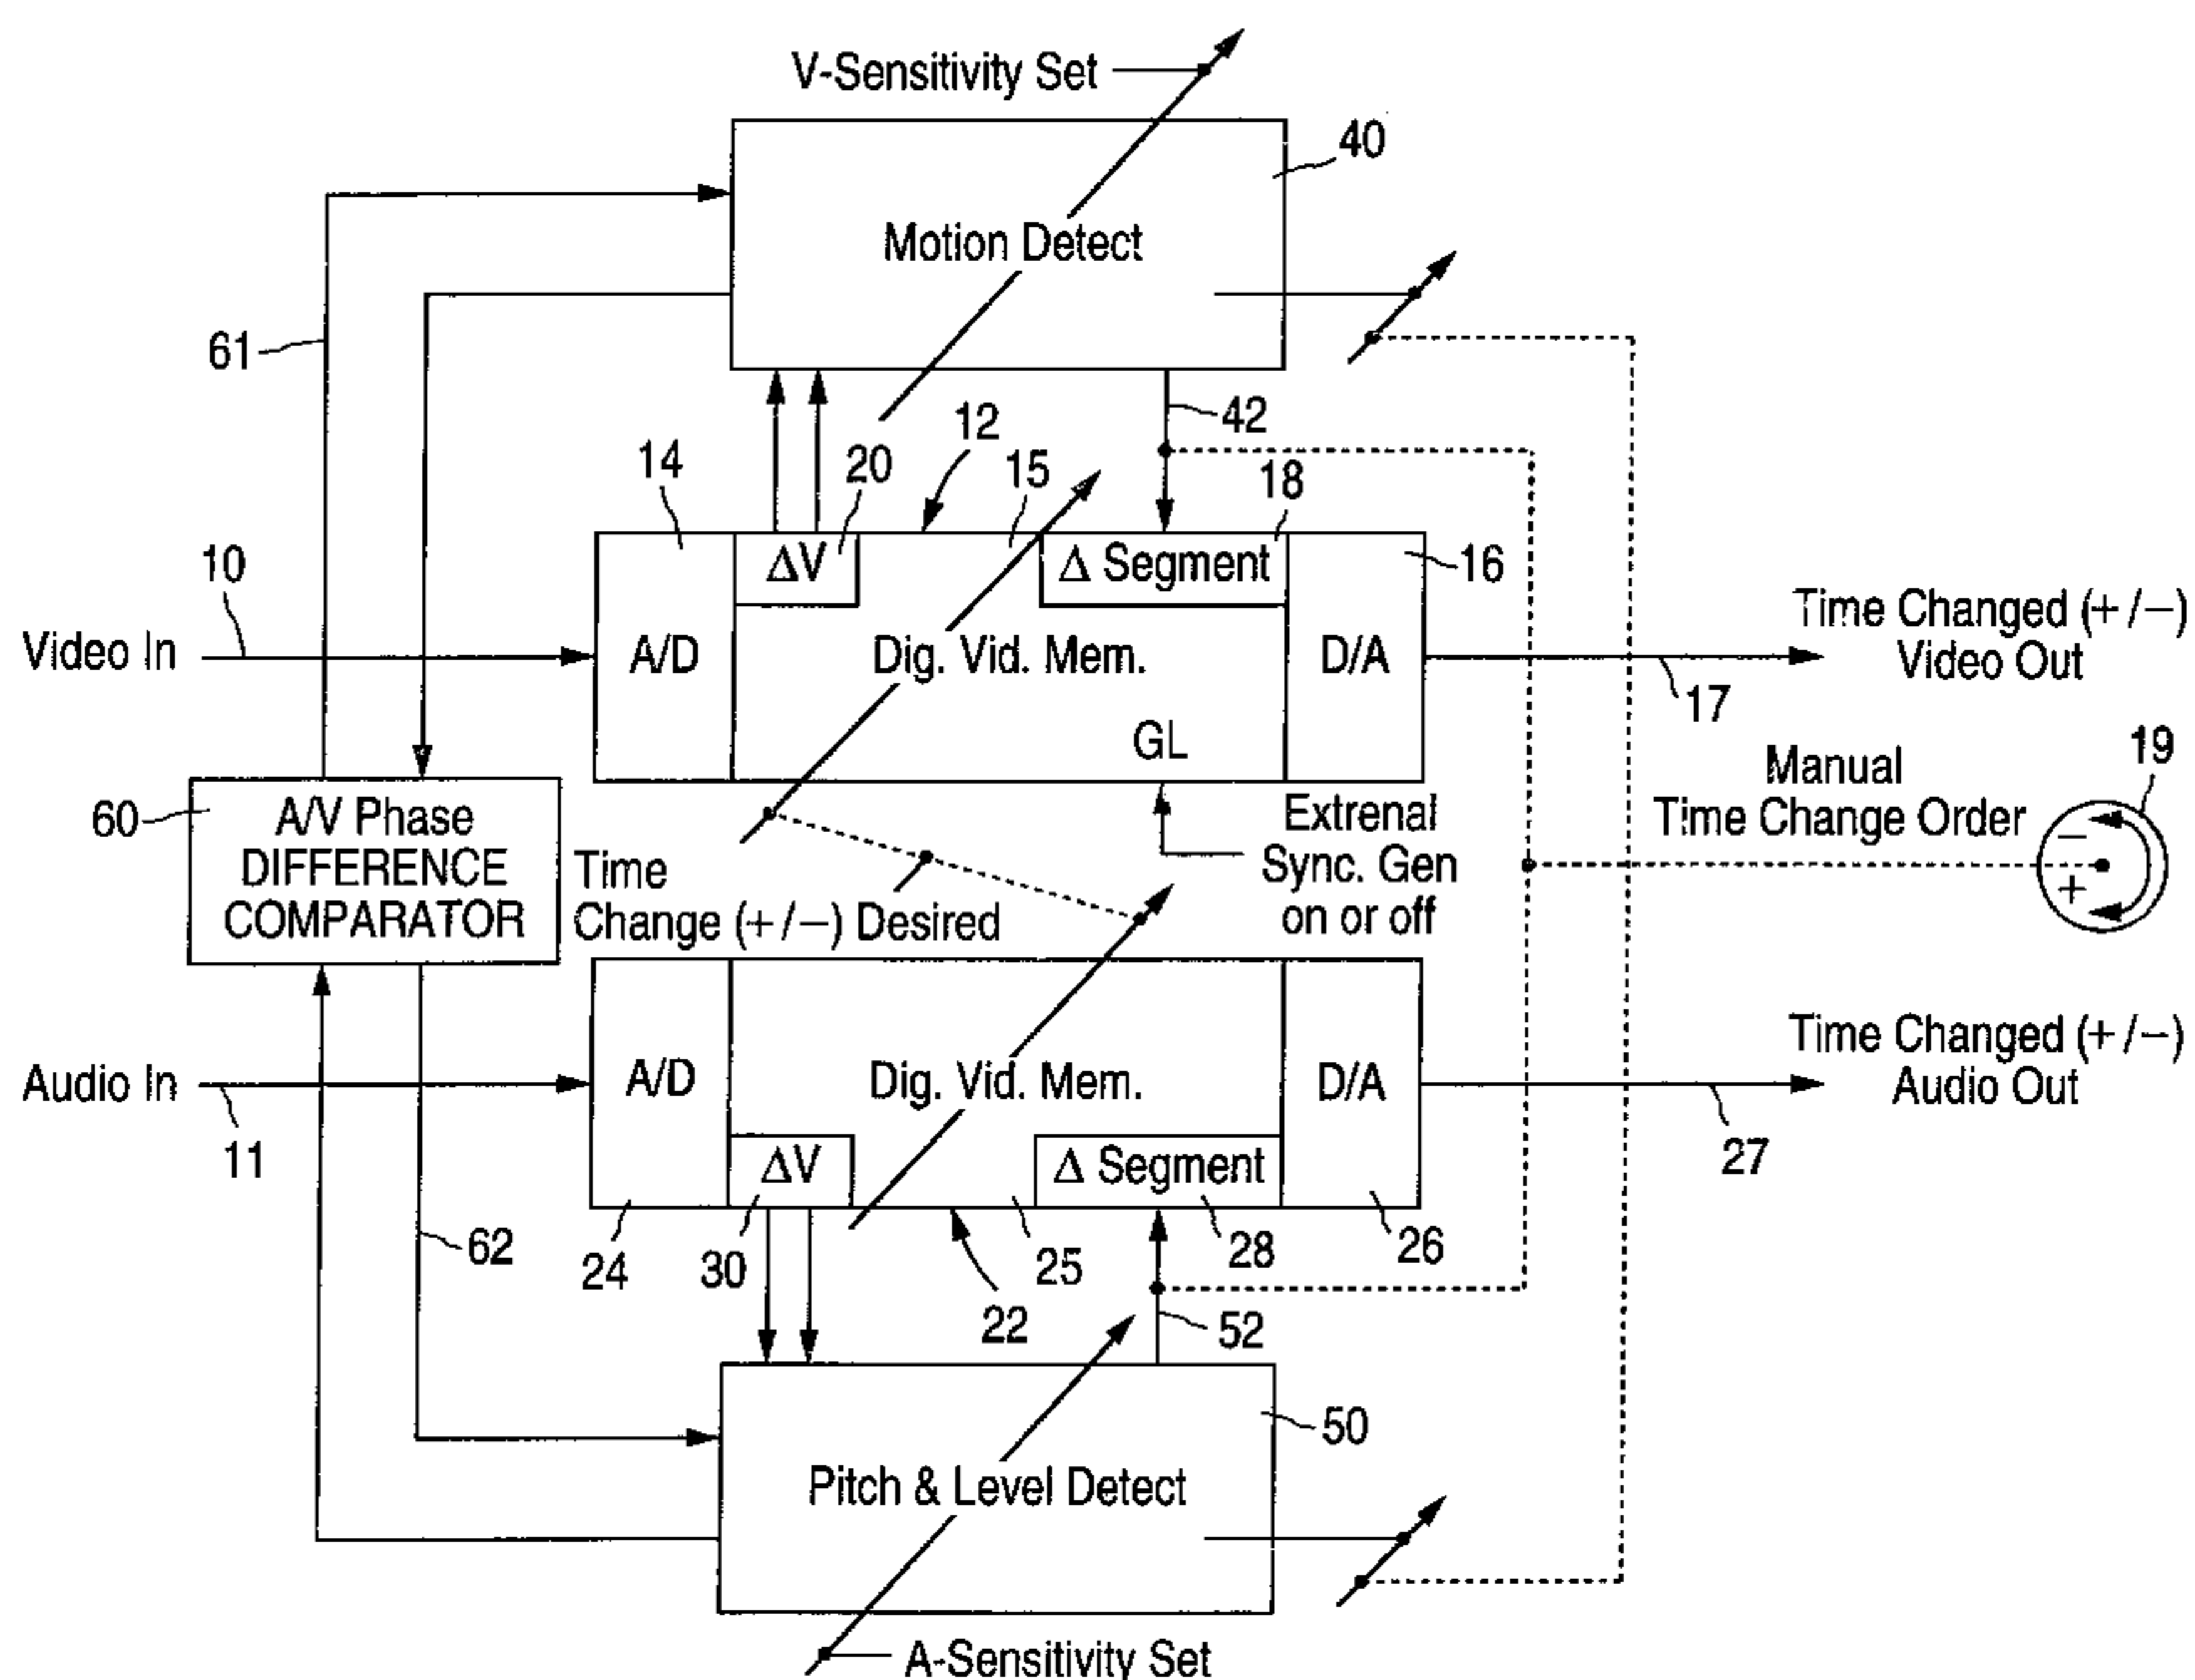 V-Sensitivity Set
40
Motion Detect
61
42
12
14
20
15
18
ΔV
Δ Segment
16
10
Video In
A/D
Dig. Vid. Mem.
D/A
GL
Time Changed (+/−)
Video Out
17
60
A/V Phase
DIFFERENCE
COMPARATOR
Time
Change (+/−) Desired
Extrenal
Sync. Gen
on or off
Manual
Time Change Order
19
−
+
Audio In
11
A/D
Dig. Vid. Mem.
D/A
Time Changed (+/−)
Audio Out
27
ΔV
Δ Segment
24
30
25
28
26
22
62
52
50
Pitch & Level Detect
A-Sensitivity Set